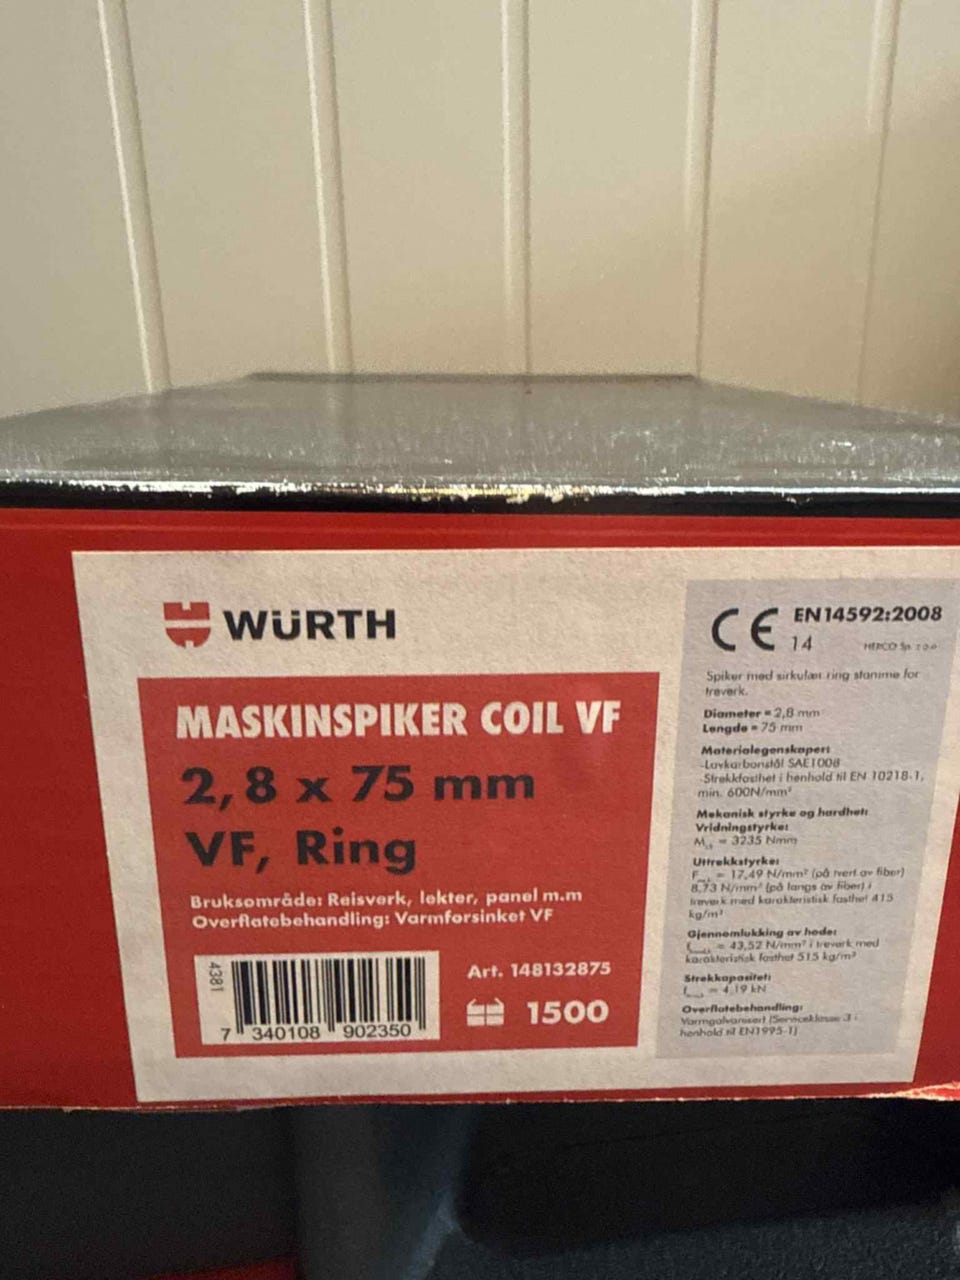 WÜRTH
MASKINSPIKER COIL VF
2,8 x 75 mm
VF, Ring
Bruksområde: Reisverk, lekter, panel m.m
Overflatebehandling: Varmforsinket VF
4381
7 340108 902350
Art. 148132875
1500
CE EN14592:2008
14
Spiker med sirkulær ring stamme for
treverk.
Diameter = 2,8 mm
Lengde = 75 mm
Materialegenskaper:
-Lavkarbonstål SAE1008
-Strekkfasthet i henhold til EN 10218-1,
min. 600N/mm²
Mekanisk styrke og hardhet:
Vridningstyrke:
= 3235 Nmm
Uttrekkstyrke:
= 17,49 N/mm² (på tvert av fiber)
8,73 N/mm² (på langs av fiber) i
treverk med karakteristisk fasthet 415
kg/m³
Gjennomlukking av hode:
= 43,52 N/mm² i treverk med
karakteristisk fasthet 515 kg/m³
Strekkapasitet:
= 4,19 kN
Overflatebehandling:
Varmgalvanisert (Serviceklasse 3 i
henhold til EN1995-1)